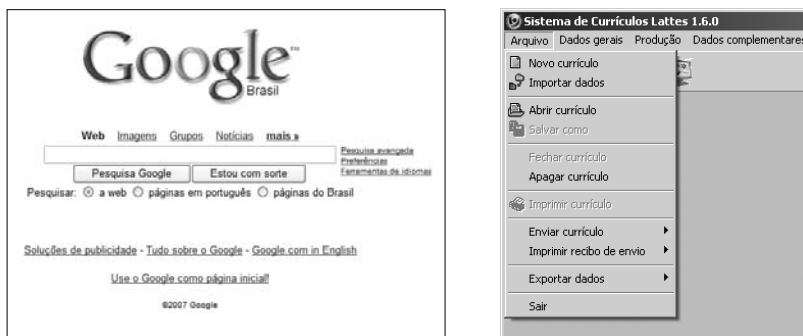 Google™
Brasil
Web Imagens Grupos Notícias mais »
Pesquisa avançada
Preferências
Ferramentas de idiomas
Pesquisa Google Estou com sorte
Pesquisar: a web páginas em português páginas do Brasil
Soluções de publicidade - Tudo sobre o Google - Google.com in English
Use o Google como página inicial!
©2007 Google
Sistema de Currículos Lattes 1.6.0
Arquivo Dados gerais Produção Dados complementares
Novo currículo
Importar dados
Abrir currículo
Salvar como
Fechar currículo
Apagar currículo
Imprimir currículo
Enviar currículo
Imprimir recibo de envio
Exportar dados
Sair